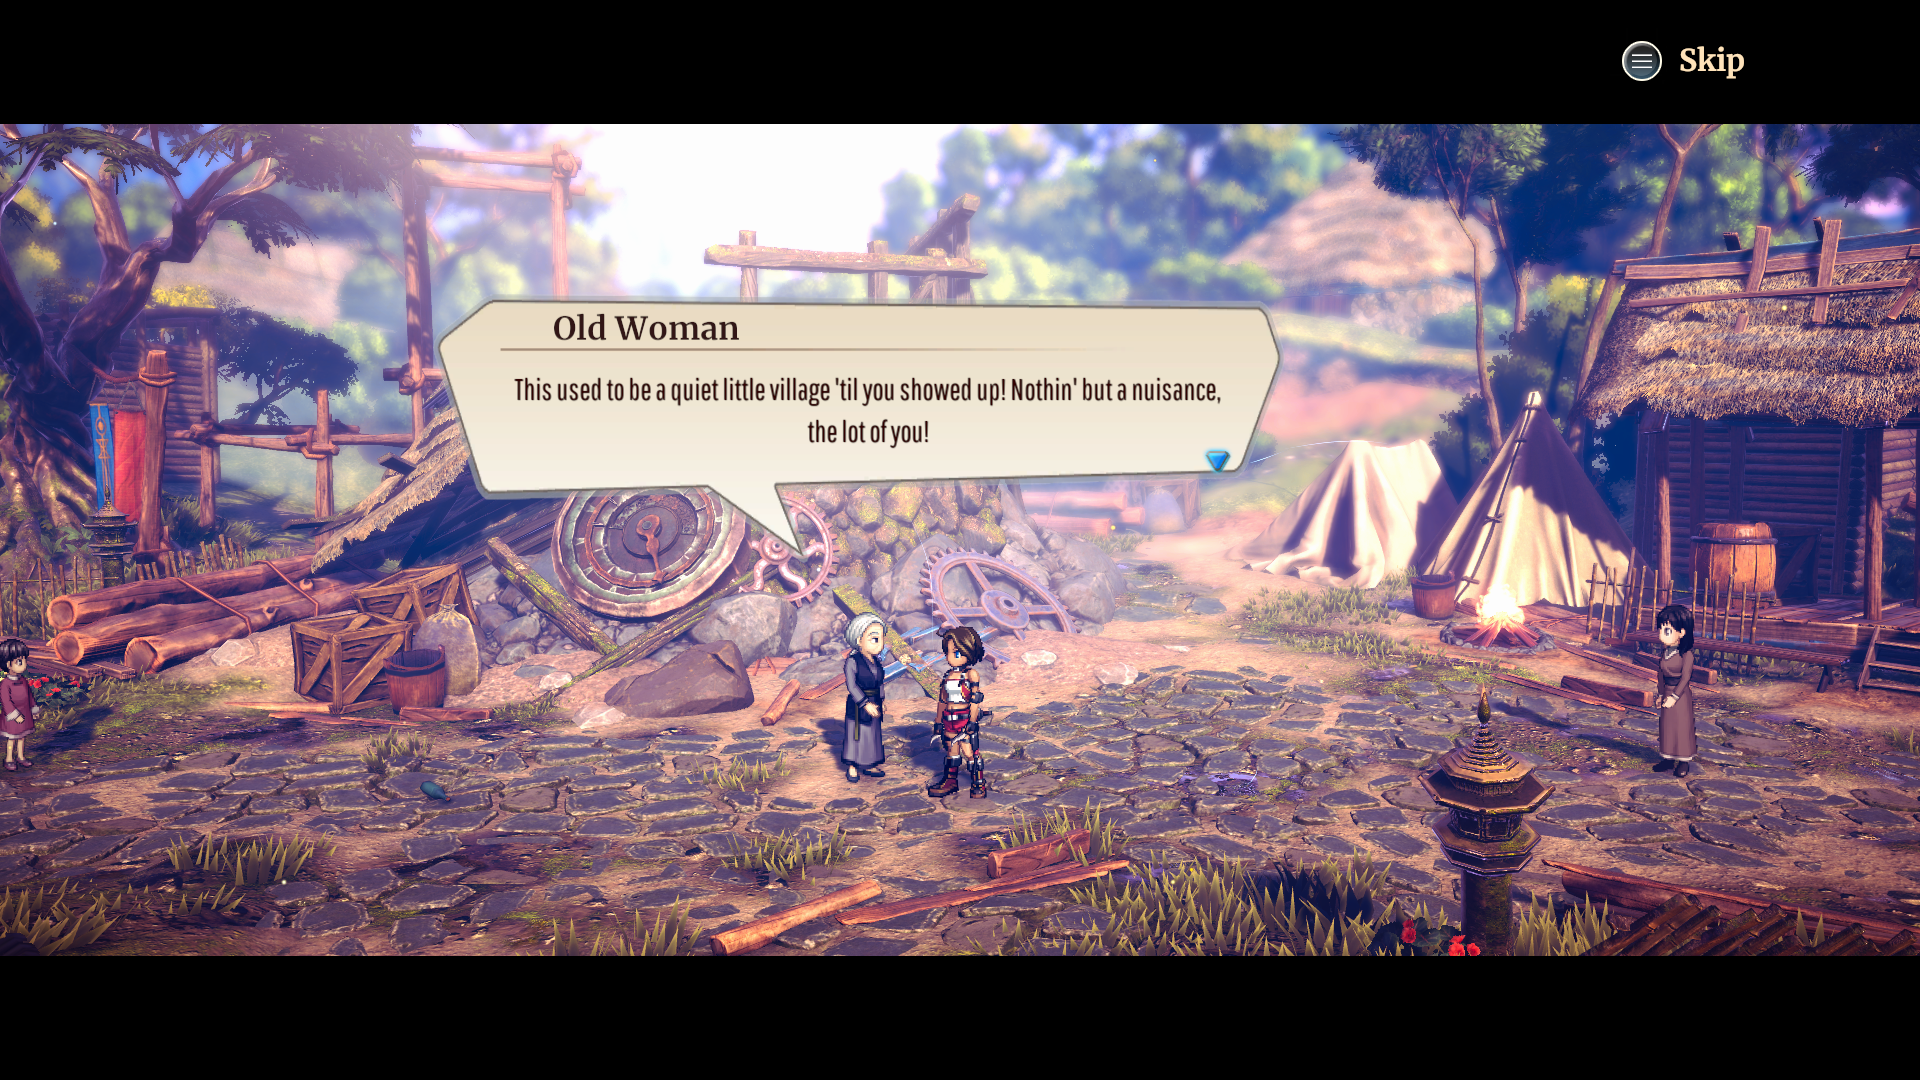 Skip
Old Woman
This used to be a quiet little village 'til you showed up! Nothin' but a nuisance,
the lot of you!